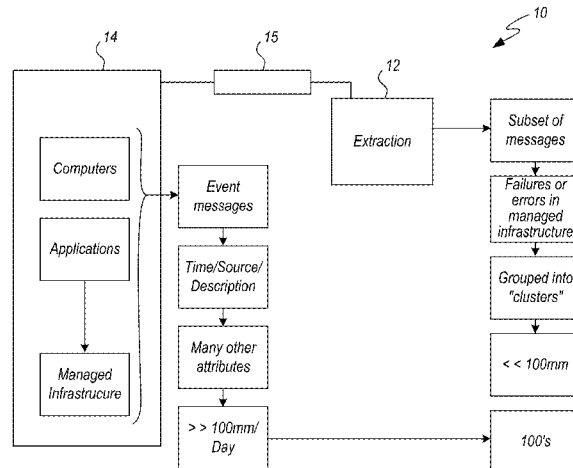 10
14
15
12
Computers
Applications
Managed
Infrastrucure
Event
messages
Time/Source/
Description
Many other
attributes
> > 100mm/
Day
Extraction
Subset of
messages
Failures or
errors in
managed
infrastructure
Grouped into
"clusters"
< < 100mm
100's